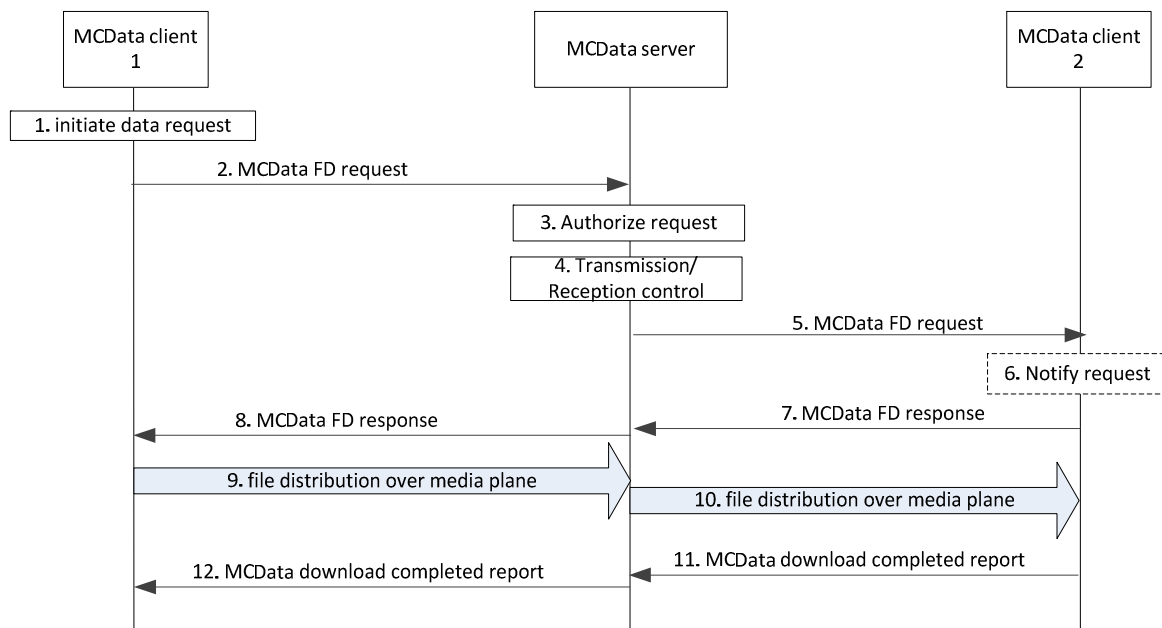 MCData client
1
MCData server
MCData client
2
1. initiate data request
2. MCData FD request
3. Authorize request
4. Transmission/
Reception control
5. MCData FD request
6. Notify request
7. MCData FD response
8. MCData FD response
9. file distribution over media plane
10. file distribution over media plane
11. MCData download completed report
12. MCData download completed report